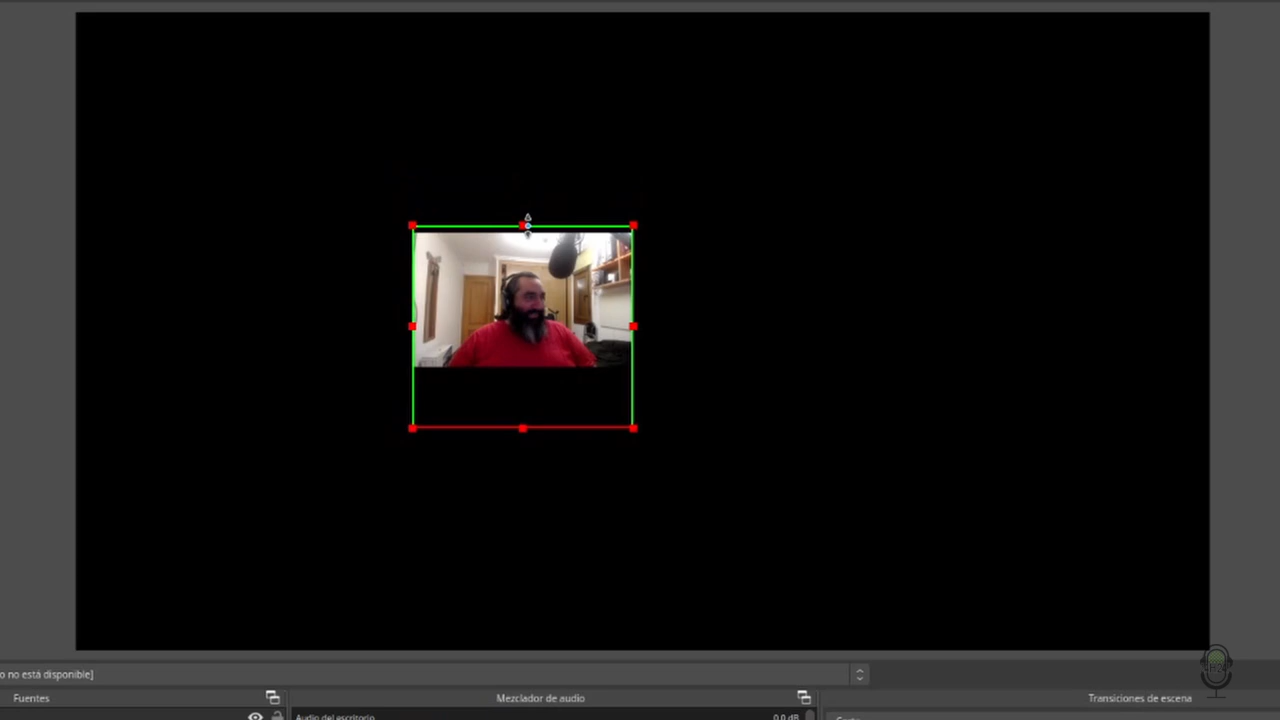 o no está disponible]
Fuentes
Mezclador de audio
Transiciones de escena
Audio del escritorio
0.0 dB